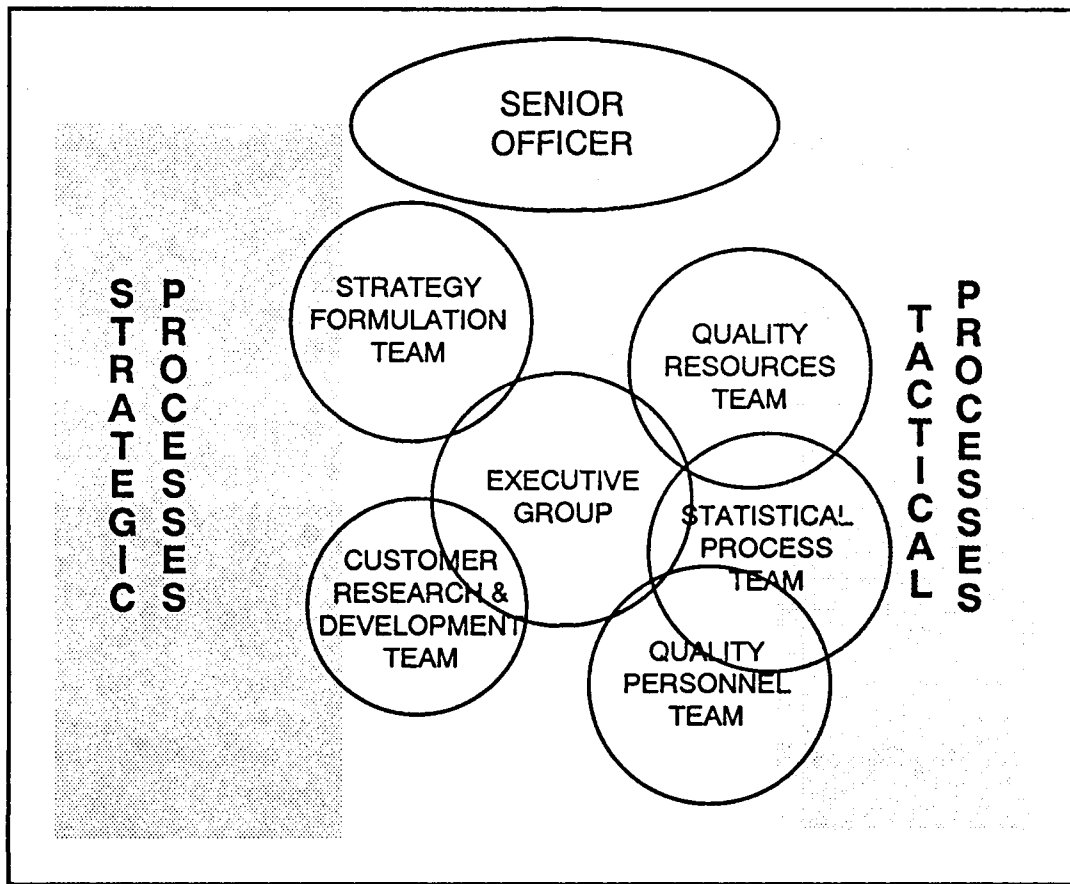 SENIOR
OFFICER
STRATEGIC
PROCESSES
STRATEGY
FORMULATION
TEAM
EXECUTIVE
GROUP
CUSTOMER
RESEARCH &
DEVELOPMENT
TEAM
QUALITY
RESOURCES
TEAM
STATISTICAL
PROCESS
TEAM
QUALITY
PERSONNEL
TEAM
TACTICAL
PROCESSES